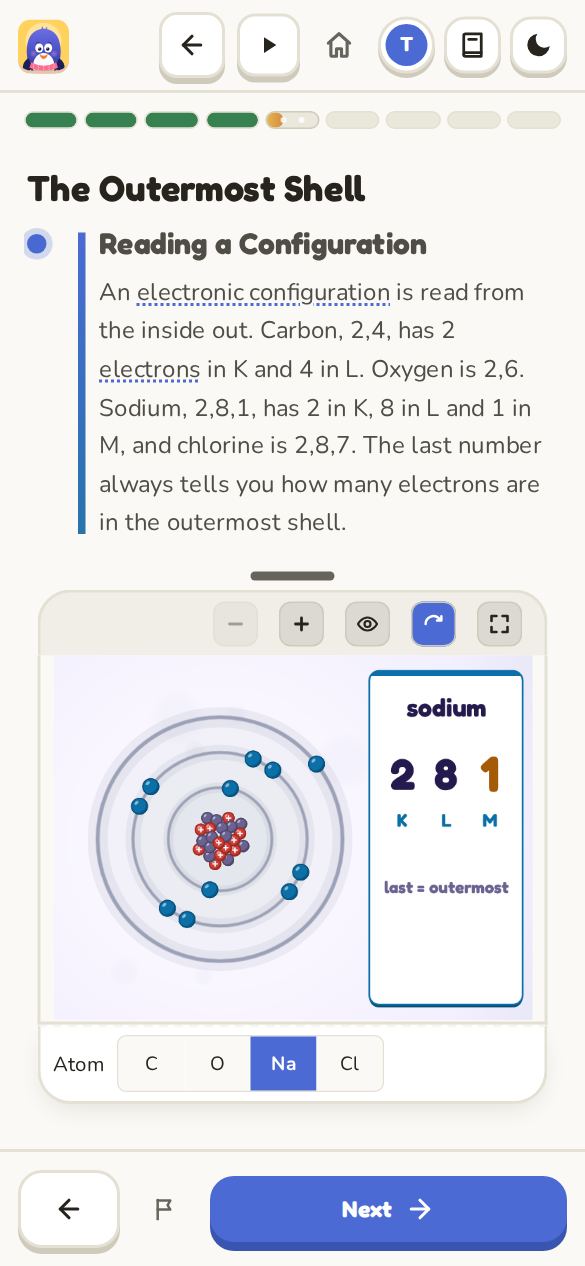 T
The Outermost Shell
Reading a Configuration
An electronic configuration is read from
the inside out. Carbon, 2,4, has 2
electrons in K and 4 in L. Oxygen is 2,6.
Sodium, 2,8,1, has 2 in K, 8 in L and 1 in
M, and chlorine is 2,8,7. The last number
always tells you how many electrons are
in the outermost shell.
sodium
2 8 1
K L M
last = outermost
Atom C O Na Cl
Next